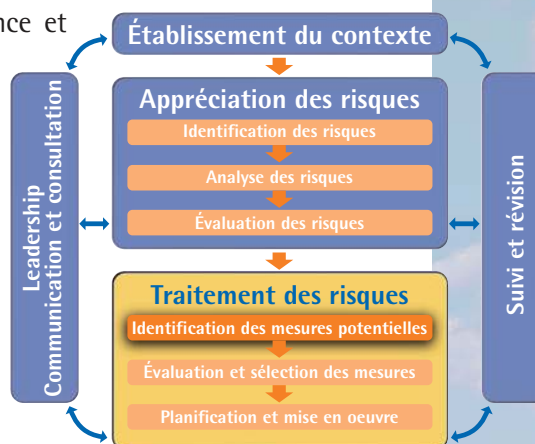 nce et
Établissement du contexte
Leadership
Communication et consultation
Appréciation des risques
Identification des risques
Analyse des risques
Évaluation des risques
Traitement des risques
Identification des mesures potentielles
Évaluation et sélection des mesures
Planification et mise en oeuvre
Suivi et révision